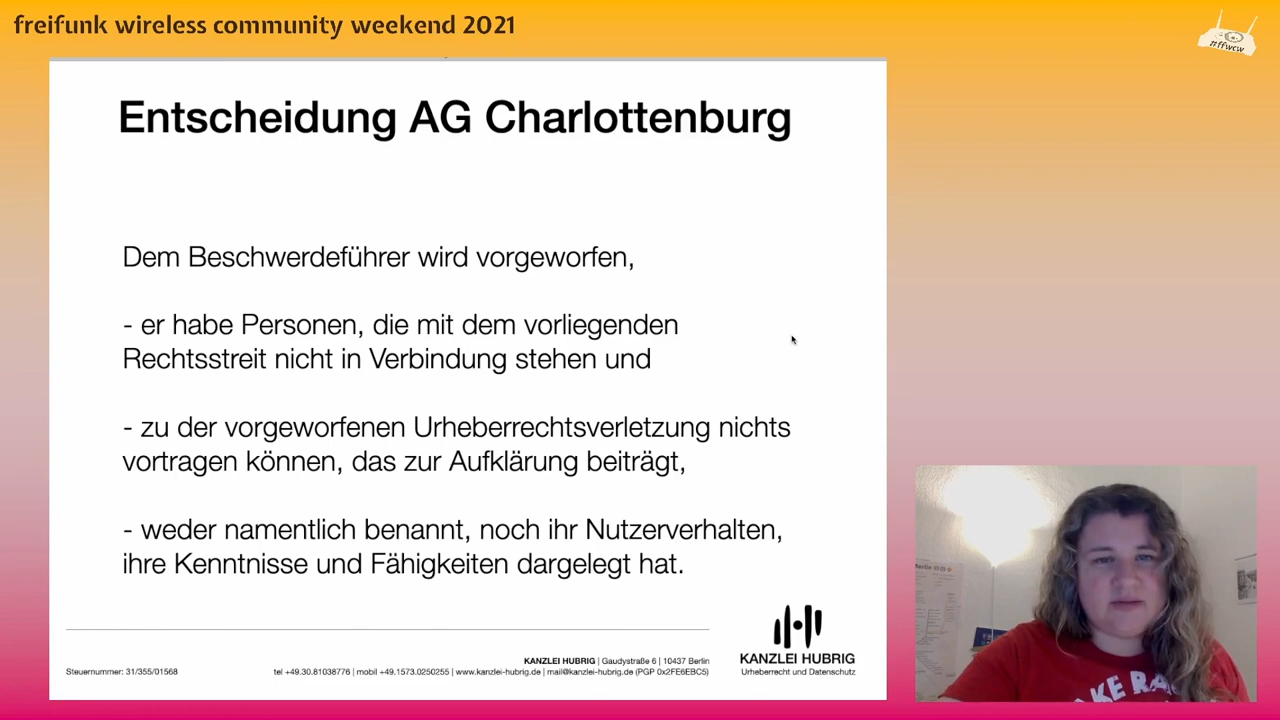 freifunk wireless community weekend 2021
#ffwcw
Entscheidung AG Charlottenburg
Dem Beschwerdeführer wird vorgeworfen,
- er habe Personen, die mit dem vorliegenden
Rechtsstreit nicht in Verbindung stehen und
- zu der vorgeworfenen Urheberrechtsverletzung nichts
vortragen können, das zur Aufklärung beiträgt,
- weder namentlich benannt, noch ihr Nutzerverhalten,
ihre Kenntnisse und Fähigkeiten dargelegt hat.
KANZLEI HUBRIG | Gaudystraße 6 | 10437 Berlin
Steuernummer: 31/355/01568
tel +49.30.81038776 | mobil +49.1573.0250255 | www.kanzlei-hubrig.de | mail@kanzlei-hubrig.de (PGP 0x2FE6EBC5)
KANZLEI HUBRIG
Urheberrecht und Datenschutz